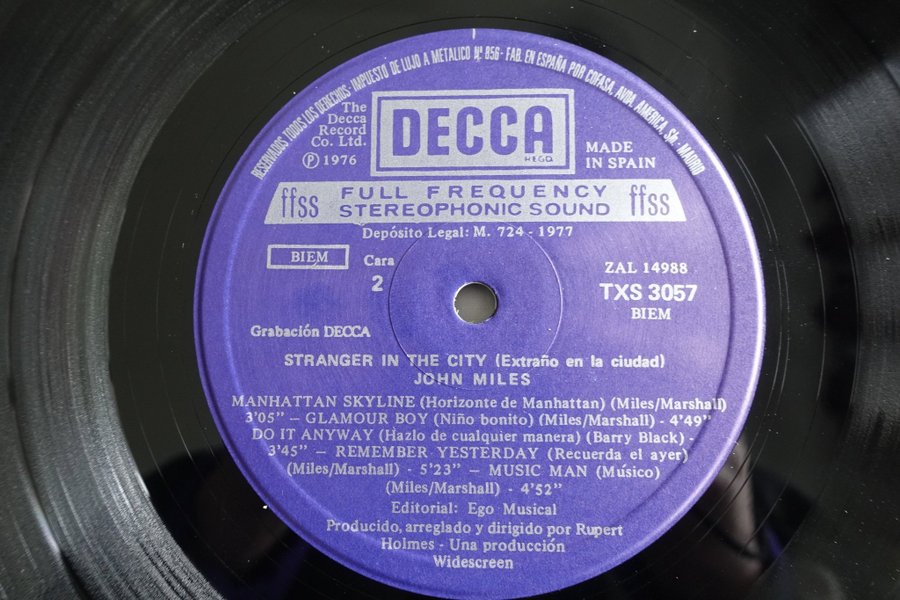 RESERVADOS TODOS LOS DERECHOS-IMPUESTO DE LUJO A METALICO Nº 856- FAB. EN ESPAÑA POR COFASA, AVDA. AMERICA, S/n - MADRID
The
Decca
Record
Co. Ltd.
Ⓟ 1976
DECCA
REGD
MADE
IN SPAIN
ffss FULL FREQUENCY ffss
STEREOPHONIC SOUND
Depósito Legal: M. 724 - 1977
BIEM
Cara
2
ZAL 14988
TXS 3057
BIEM
Grabación DECCA
STRANGER IN THE CITY (Extraño en la ciudad)
JOHN MILES
MANHATTAN SKYLINE (Horizonte de Manhattan) (Miles/Marshall)
3'05" — GLAMOUR BOY (Niño bonito) (Miles/Marshall) - 4'49"
DO IT ANYWAY (Hazlo de cualquier manera) (Barry Black) -
3'45" — REMEMBER YESTERDAY (Recuerda el ayer)
(Miles/Marshall) - 5'23" — MUSIC MAN (Músico)
(Miles/Marshall) - 4'52"
Editorial: Ego Musical
Producido, arreglado y dirigido por Rupert
Holmes - Una producción
Widescreen